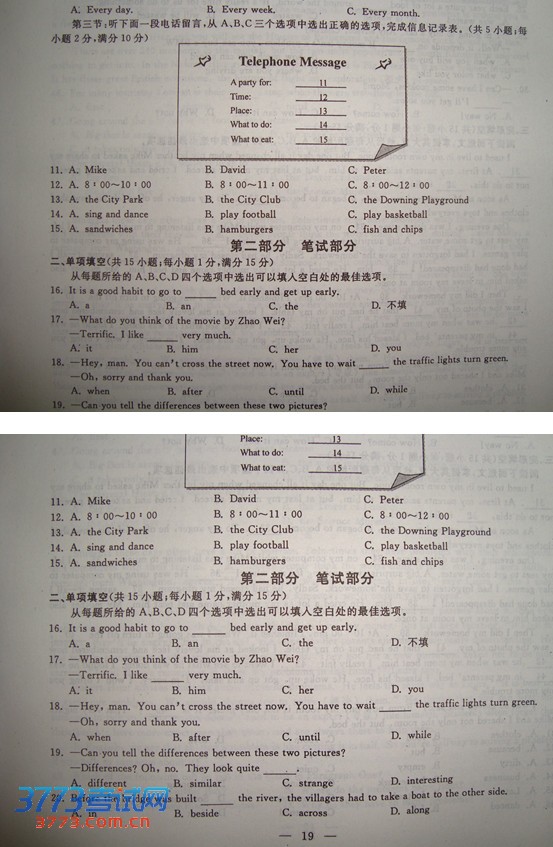 A. Every day. B. Every week. C. Every month.
第三节:听下面一段电话留言,从A、B、C三个选项中选出正确的选项,完成信息记录表。(共5小题;每
小题2分,满分10分)
Telephone Message
A party for: 11
Time: 12
Place: 13
What to do: 14
What to eat: 15
11. A. Mike B. David C. Peter
12. A. 8:00~10:00 B. 8:00~11:00 C. 8:00~12:00
13. A. the City Park B. the City Club C. the Downing Playground
14. A. sing and dance B. play football C. play basketball
15. A. sandwiches B. hamburgers C. fish and chips
第二部分 笔试部分
二、单项填空(共15小题;每小题1分,满分15分)
从每题所给的A、B、C、D四个选项中选出可以填入空白处的最佳选项。
16. It is a good habit to go to ______ bed early and get up early.
A. a B. an C. the D. 不填
17. —What do you think of the movie by Zhao Wei?
—Terrific. I like ______ very much.
A. it B. him C. her D. you
18. —Hey, man. You can't cross the street now. You have to wait ______ the traffic lights turn green.
—Oh, sorry and thank you.
A. when B. after C. until D. while
19. —Can you tell the differences between these two pictures?
Place: 13
What to do: 14
What to eat: 15
11. A. Mike B. David C. Peter
12. A. 8:00~10:00 B. 8:00~11:00 C. 8:00~12:00
13. A. the City Park B. the City Club C. the Downing Playground
14. A. sing and dance B. play football C. play basketball
15. A. sandwiches B. hamburgers C. fish and chips
第二部分 笔试部分
二、单项填空(共15小题;每小题1分,满分15分)
从每题所给的A、B、C、D四个选项中选出可以填入空白处的最佳选项。
16. It is a good habit to go to ______ bed early and get up early.
A. a B. an C. the D. 不填
17. —What do you think of the movie by Zhao Wei?
—Terrific. I like ______ very much.
A. it B. him C. her D. you
18. —Hey, man. You can't cross the street now. You have to wait ______ the traffic lights turn green.
—Oh, sorry and thank you.
A. when B. after C. until D. while
19. —Can you tell the differences between these two pictures?
—Differences? Oh, no. They look quite ______.
A. different B. similar C. strange D. interesting
20. Before the bridge was built ______ the river, the villagers had to take a boat to the other side.
A. in B. beside C. across D. along
3773考试网
www.3773.com.cn
— 19 —